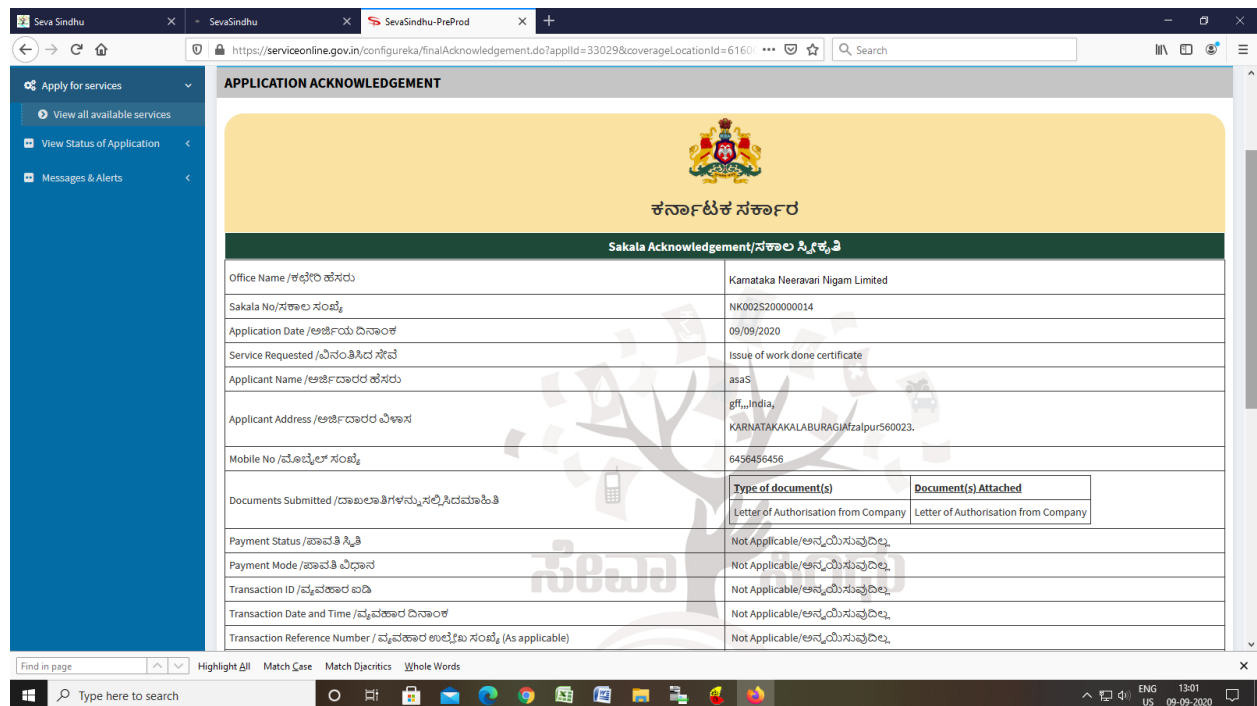 Seva Sindhu
SevaSindhu
SevaSindhu-PreProd
https://serviceonline.gov.in/configureka/finalAcknowledgement.do?applId=33029&coverageLocationId=6160
Search
Apply for services
View all available services
View Status of Application
Messages & Alerts
APPLICATION ACKNOWLEDGEMENT
ಕರ್ನಾಟಕ ಸರ್ಕಾರ
Sakala Acknowledgement/ಸಕಾಲ ಸ್ವೀಕೃತಿ
Office Name /ಕಛೇರಿ ಹೆಸರು Karnataka Neeravari Nigam Limited
Sakala No/ಸಕಾಲ ಸಂಖ್ಯೆ NK002S200000014
Application Date /ಅರ್ಜಿಯ ದಿನಾಂಕ 09/09/2020
Service Requested /ವಿನಂತಿಸಿದ ಸೇವೆ Issue of work done certificate
Applicant Name /ಅರ್ಜಿದಾರರ ಹೆಸರು asaS
Applicant Address /ಅರ್ಜಿದಾರರ ವಿಳಾಸ gff,,,India,
KARNATAKAKALABURAGIAfzalpur560023.
Mobile No /ಮೊಬೈಲ್ ಸಂಖ್ಯೆ 6456456456
Documents Submitted /ದಾಖಲಾತಿಗಳನ್ನು ಸಲ್ಲಿಸಿದಮಾಹಿತಿ
Type of document(s) Document(s) Attached
Letter of Authorisation from Company Letter of Authorisation from Company
Payment Status /ಪಾವತಿ ಸ್ಥಿತಿ Not Applicable/ಅನ್ವಯಿಸುವುದಿಲ್ಲ
Payment Mode /ಪಾವತಿ ವಿಧಾನ Not Applicable/ಅನ್ವಯಿಸುವುದಿಲ್ಲ
Transaction ID /ವ್ಯವಹಾರ ಐಡಿ Not Applicable/ಅನ್ವಯಿಸುವುದಿಲ್ಲ
Transaction Date and Time /ವ್ಯವಹಾರ ದಿನಾಂಕ Not Applicable/ಅನ್ವಯಿಸುವುದಿಲ್ಲ
Transaction Reference Number / ವ್ಯವಹಾರ ಉಲ್ಲೇಖ ಸಂಖ್ಯೆ (As applicable) Not Applicable/ಅನ್ವಯಿಸುವುದಿಲ್ಲ
ಸೇವಾ ಸಿಂಧು
Find in page Highlight All Match Case Match Diacritics Whole Words
Type here to search
ENG 13:01
US 09-09-2020